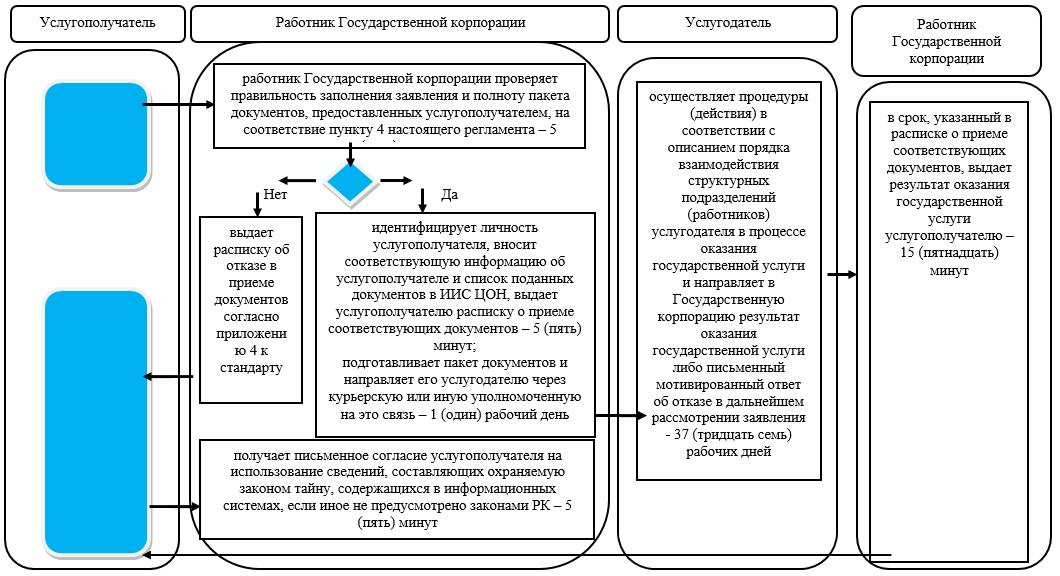 Услугополучатель
Работник Государственной корпорации
Услугодатель
Работник
Государственной
корпорации
работник Государственной корпорации проверяет
правильность заполнения заявления и полноту пакета
документов, предоставленных услугополучателем, на
соответствие пункту 4 настоящего регламента – 5
Нет
Да
выдает
расписку об
отказе в
приеме
документов
согласно
приложени
ю 4 к
стандарту
идентифицирует личность
услугополучателя, вносит
соответствующую информацию об
услугополучателе и список поданных
документов в ИИС ЦОН, выдает
услугополучателю расписку о приеме
соответствующих документов – 5 (пять)
минут;
подготавливает пакет документов и
направляет его услугодателю через
курьерскую или иную уполномоченную
на это связь – 1 (один) рабочий день
получает письменное согласие услугополучателя на
использование сведений, составляющих охраняемую
законом тайну, содержащихся в информационных
системах, если иное не предусмотрено законами РК – 5
(пять) минут
осуществляет процедуры
(действия) в
соответствии с
описанием порядка
взаимодействия
структурных
подразделений
(работников)
услугодателя в процессе
оказания
государственной услуги
и направляет в
Государственную
корпорацию результат
оказания
государственной услуги
либо письменный
мотивированный ответ
об отказе в дальнейшем
рассмотрении заявления
- 37 (тридцать семь)
рабочих дней
в срок, указанный в
расписке о приеме
соответствующих
документов, выдает
результат оказания
государственной
услуги
услугополучателю –
15 (пятнадцать)
минут